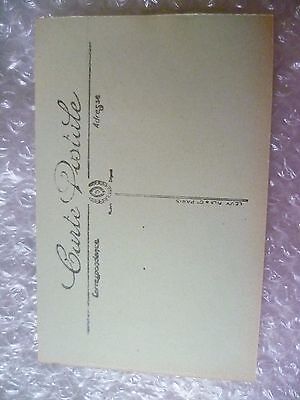 Carte Postale
Correspondance
Adresse
LEVY FILS & Cie PARIS